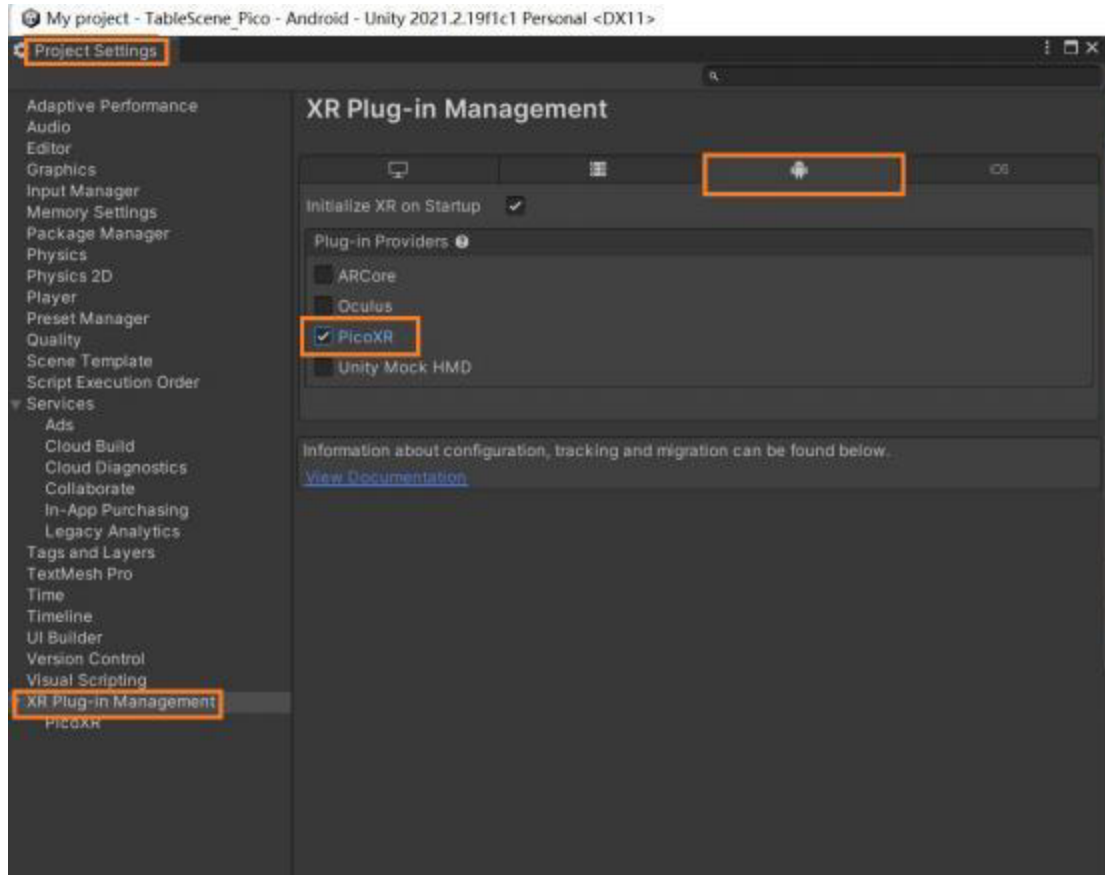 My project - TableScene_Pico - Android - Unity 2021.2.19f1c1 Personal <DX11>
Project Settings
Adaptive Performance
Audio
Editor
Graphics
Input Manager
Memory Settings
Package Manager
Physics
Physics 2D
Player
Preset Manager
Quality
Scene Template
Script Execution Order
Services
Ads
Cloud Build
Cloud Diagnostics
Collaborate
In-App Purchasing
Legacy Analytics
Tags and Layers
TextMesh Pro
Time
Timeline
UI Builder
Version Control
Visual Scripting
XR Plug-in Management
PicoXR
XR Plug-in Management
iOS
Initialize XR on Startup
Plug-in Providers
ARCore
Oculus
PicoXR
Unity Mock HMD
Information about configuration, tracking and migration can be found below.
View Documentation